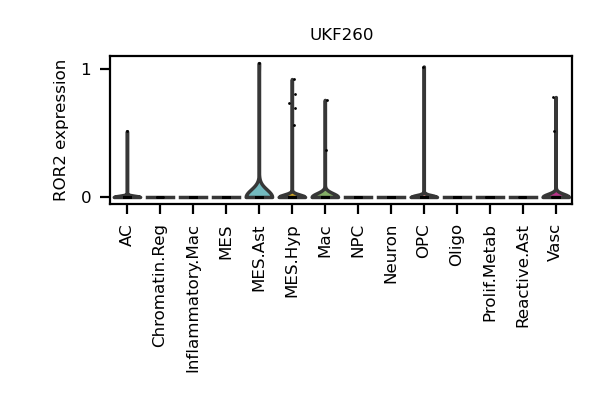 UKF260
ROR2 expression
1
0
AC
Chromatin.Reg
Inflammatory.Mac
MES
MES.Ast
MES.Hyp
Mac
NPC
Neuron
OPC
Oligo
Prolif.Metab
Reactive.Ast
Vasc